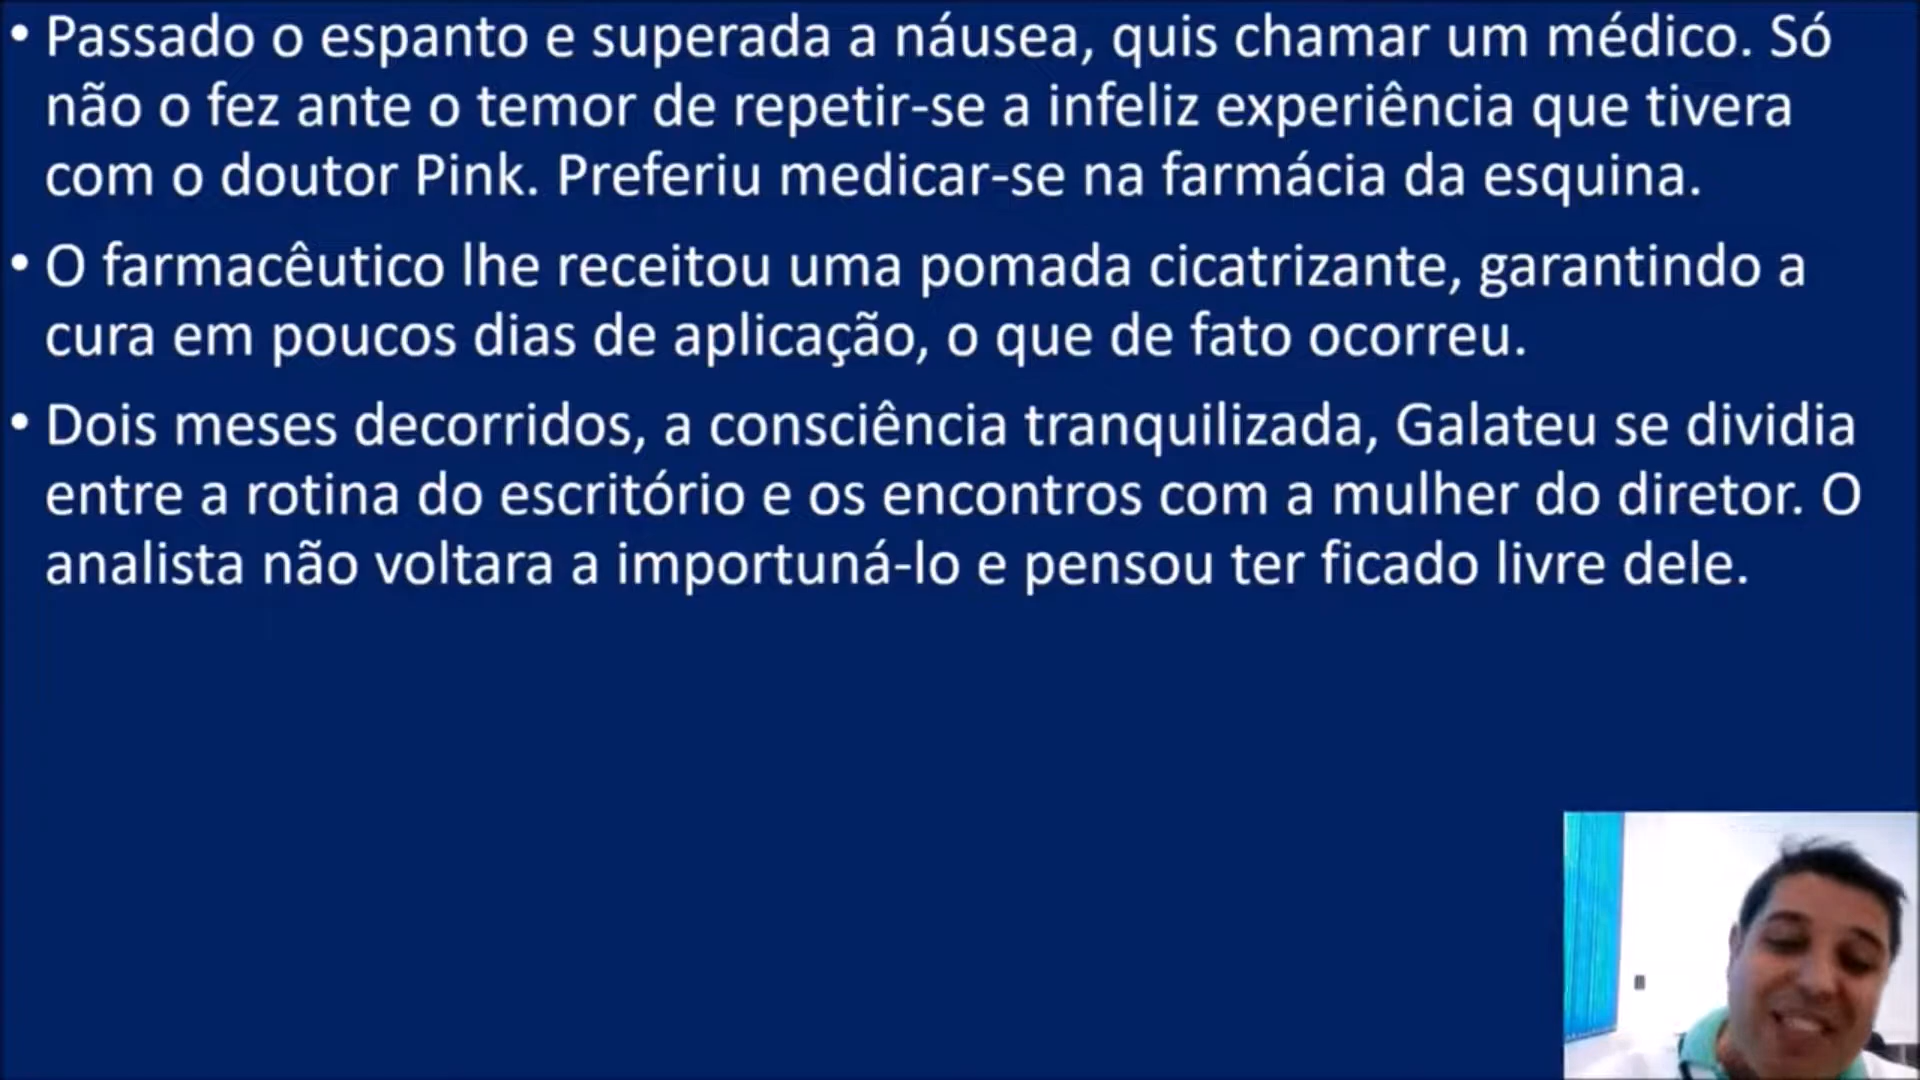 • Passado o espanto e superada a náusea, quis chamar um médico. Só
não o fez ante o temor de repetir-se a infeliz experiência que tivera
com o doutor Pink. Preferiu medicar-se na farmácia da esquina.
• O farmacêutico lhe receitou uma pomada cicatrizante, garantindo a
cura em poucos dias de aplicação, o que de fato ocorreu.
• Dois meses decorridos, a consciência tranquilizada, Galateu se dividia
entre a rotina do escritório e os encontros com a mulher do diretor. O
analista não voltara a importuná-lo e pensou ter ficado livre dele.